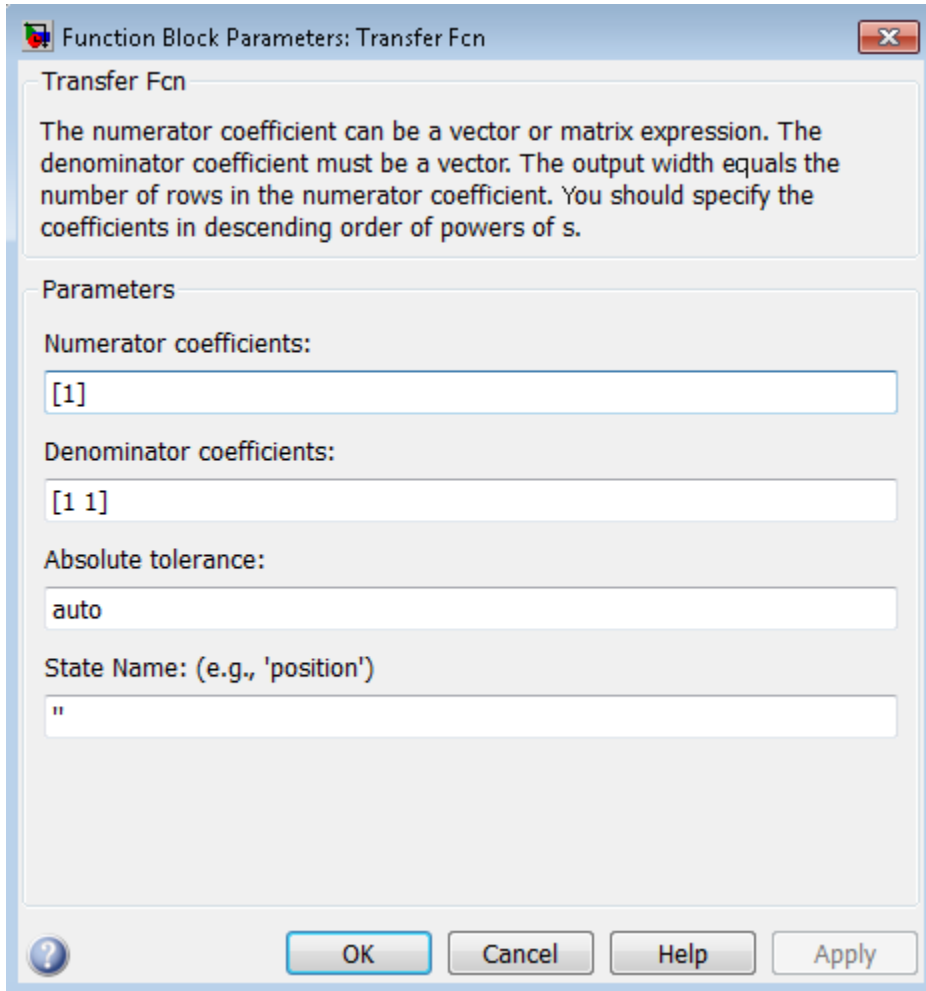 Function Block Parameters: Transfer Fcn
Transfer Fcn
The numerator coefficient can be a vector or matrix expression. The
denominator coefficient must be a vector. The output width equals the
number of rows in the numerator coefficient. You should specify the
coefficients in descending order of powers of s.
Parameters
Numerator coefficients:
[1]
Denominator coefficients:
[1 1]
Absolute tolerance:
auto
State Name: (e.g., 'position')
''
OK Cancel Help Apply